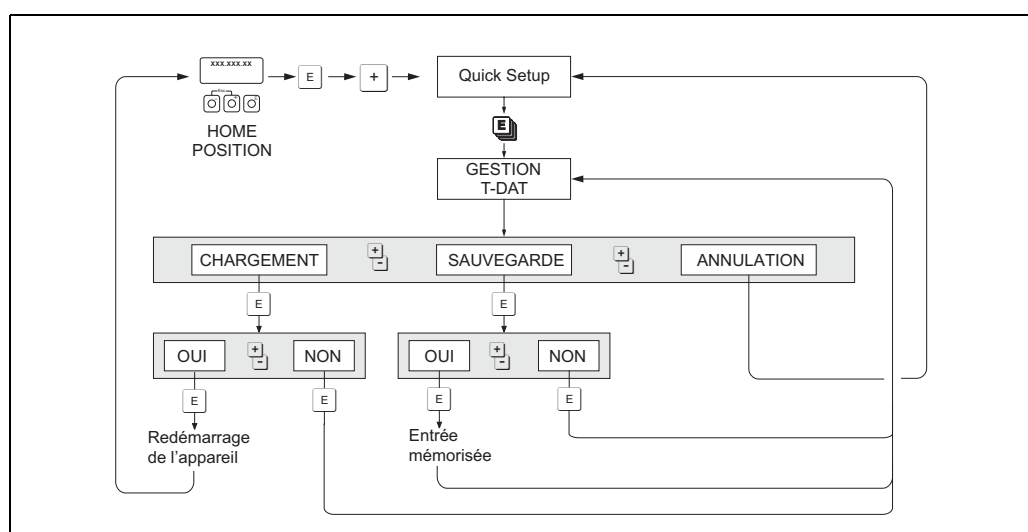 xxx.xxx.xx
Esc
E
+
Quick Setup
HOME
POSITION
E
GESTION
T-DAT
CHARGEMENT
+
-
SAUVEGARDE
+
-
ANNULATION
E
E
OUI
+
-
NON
OUI
+
-
NON
E
E
E
E
Redémarrage
de l'appareil
Entrée
mémorisée